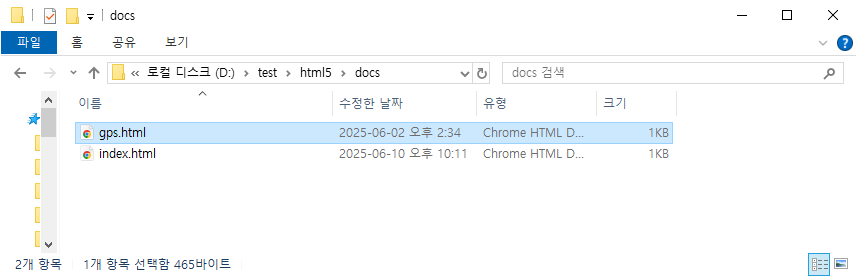 docs
파일 홈 공유 보기
« 로컬 디스크 (D:) > test > html5 > docs docs 검색
이름 수정한 날짜 유형 크기
gps.html 2025-06-02 오후 2:34 Chrome HTML D... 1KB
index.html 2025-06-10 오후 10:11 Chrome HTML D... 1KB
2개 항목 1개 항목 선택함 465바이트